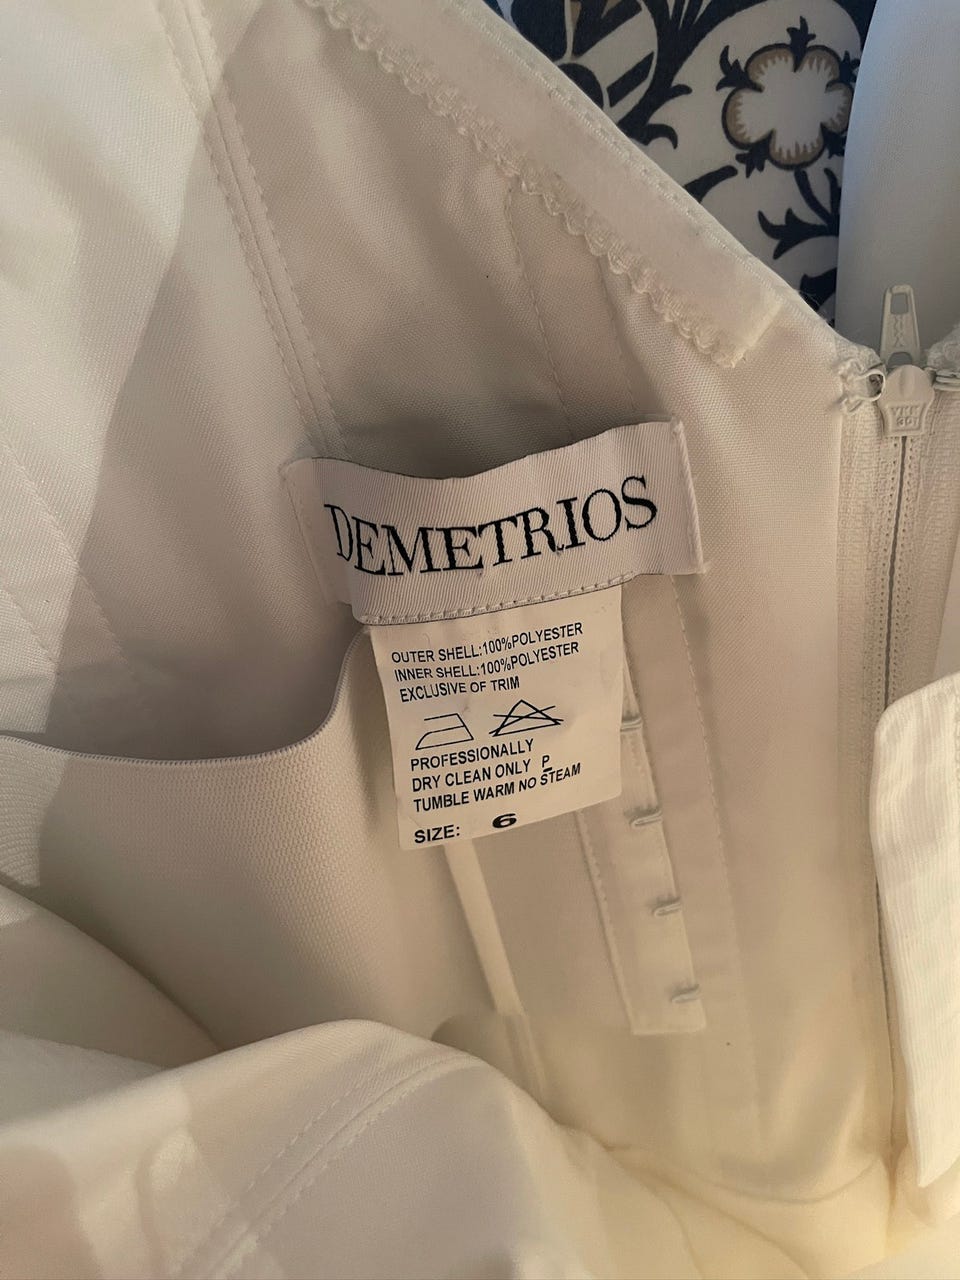 DEMETRIOS
OUTER SHELL:100%POLYESTER
INNER SHELL:100%POLYESTER
EXCLUSIVE OF TRIM
PROFESSIONALLY
DRY CLEAN ONLY P
TUMBLE WARM NO STEAM
SIZE: 6